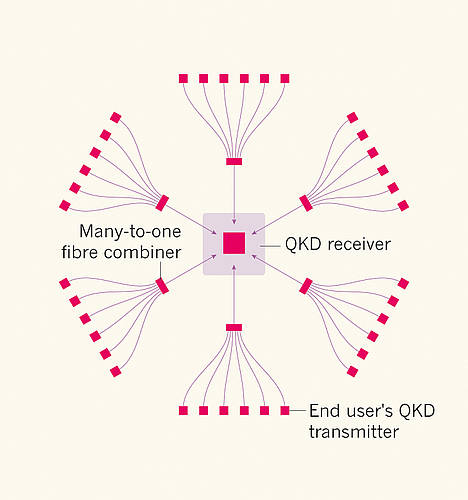 Many-to-one
fibre combiner
QKD receiver
End user's QKD
transmitter